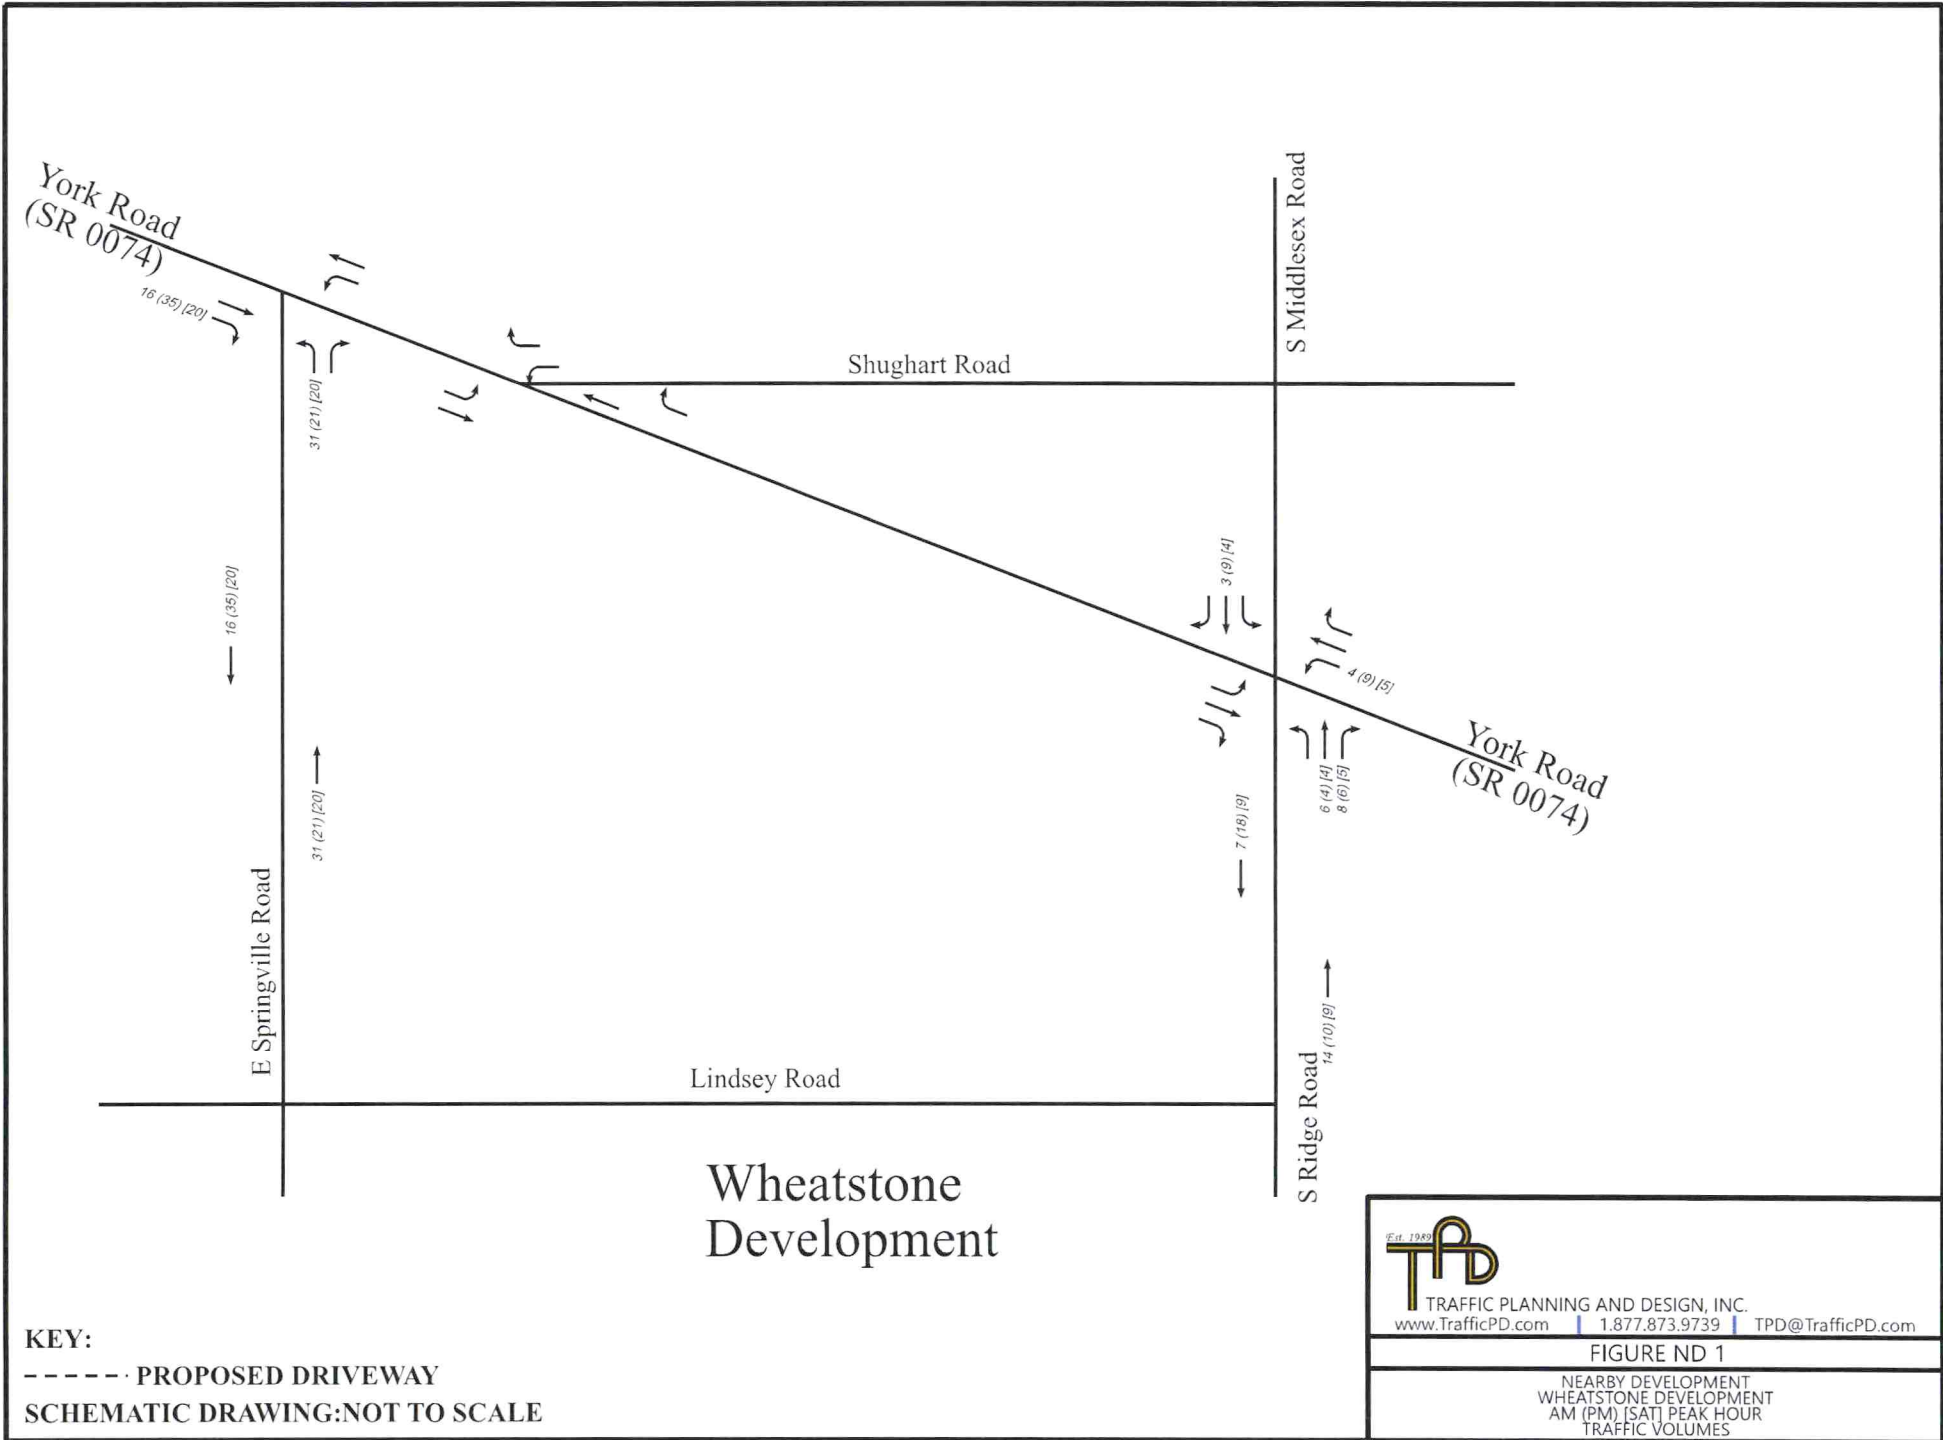 York Road
(SR 0074)
16 (35) [20]
31 (21) [20]
Shughart Road
S Middlesex Road
3 (9) [4]
4 (9) [5]
16 (35) [20]
York Road
(SR 0074)
6 (4) [4]
8 (6) [5]
7 (18) [9]
31 (21) [20]
E Springville Road
14 (10) [9]
S Ridge Road
Lindsey Road
Wheatstone
Development
KEY:
PROPOSED DRIVEWAY
SCHEMATIC DRAWING:NOT TO SCALE
Est. 1989
TPD
TRAFFIC PLANNING AND DESIGN, INC.
www.TrafficPD.com | 1.877.873.9739 | TPD@TrafficPD.com
FIGURE ND 1
NEARBY DEVELOPMENT
WHEATSTONE DEVELOPMENT
AM (PM) [SAT] PEAK HOUR
TRAFFIC VOLUMES